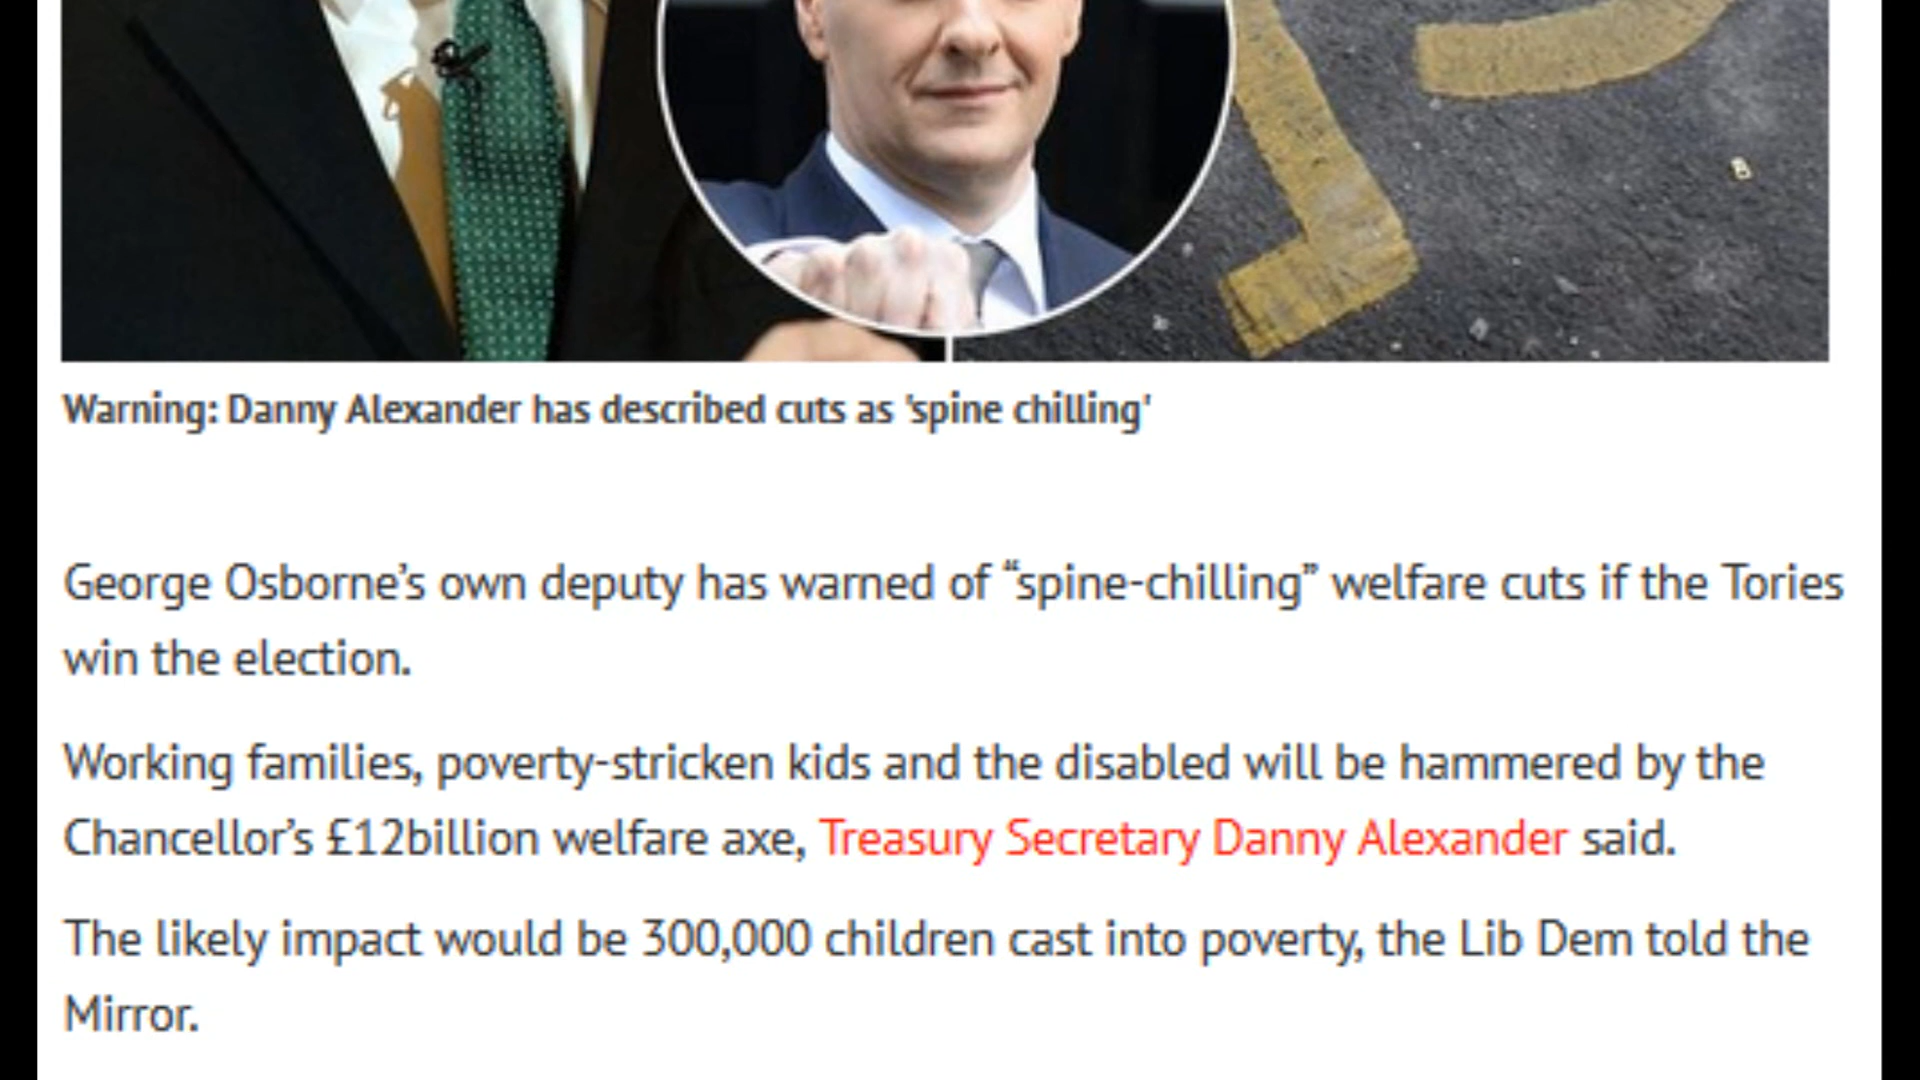 Warning: Danny Alexander has described cuts as 'spine chilling'
George Osborne’s own deputy has warned of “spine-chilling” welfare cuts if the Tories
win the election.
Working families, poverty-stricken kids and the disabled will be hammered by the
Chancellor’s £12billion welfare axe, Treasury Secretary Danny Alexander said.
The likely impact would be 300,000 children cast into poverty, the Lib Dem told the
Mirror.